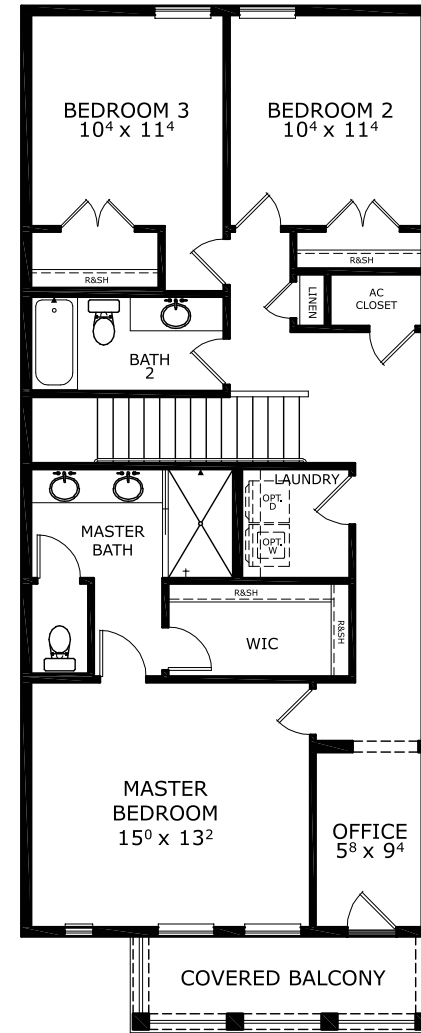 BEDROOM 3
10⁴ x 11⁴
BEDROOM 2
10⁴ x 11⁴
R&SH
R&SH
LINEN
AC
CLOSET
BATH
2
LAUNDRY
OPT.
D
OPT.
W
MASTER
BATH
R&SH
R&SH
WIC
MASTER
BEDROOM
15⁰ x 13²
OFFICE
5⁸ x 9⁴
COVERED BALCONY